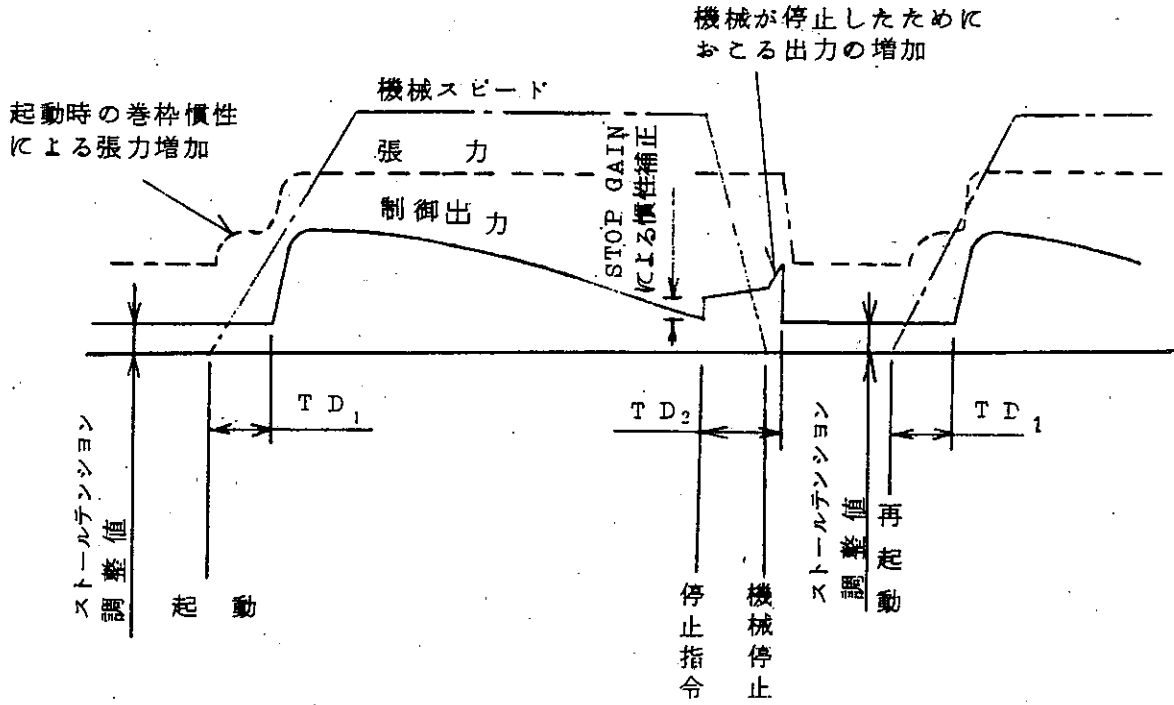 機械が停止したために
おこる出力の増加
起動時の巻枠慣性
による張力増加
機械スピード
張 力
制御出力
STOP GAIN
による慣性補正
T D₁
T D₂
T D₁
ストールテンション
調整値
起 動
停止指令
機械停止
ストールテンション
調整値
再起動